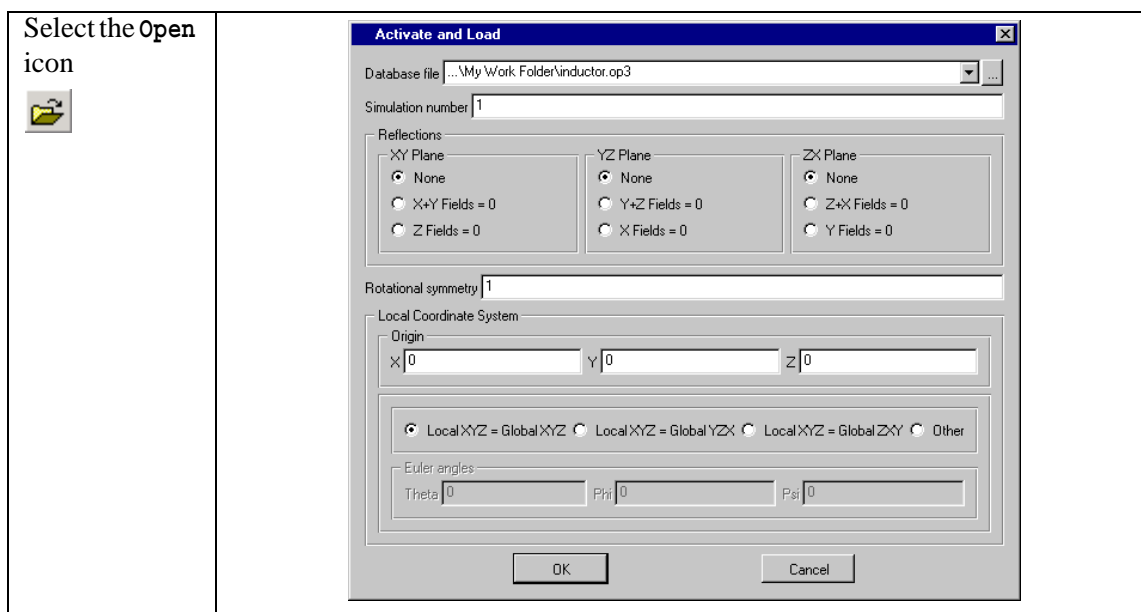 Select the Open
icon
Activate and Load
Database file ...\My Work Folder\inductor.op3 ...
Simulation number 1
Reflections
XY Plane YZ Plane ZX Plane
None None None
X+Y Fields = 0 Y+Z Fields = 0 Z+X Fields = 0
Z Fields = 0 X Fields = 0 Y Fields = 0
Rotational symmetry 1
Local Coordinate System
Origin
X 0 Y 0 Z 0
Local XYZ = Global XYZ Local XYZ = Global YZX Local XYZ = Global ZXY Other
Euler angles
Theta 0 Phi 0 Psi 0
OK Cancel